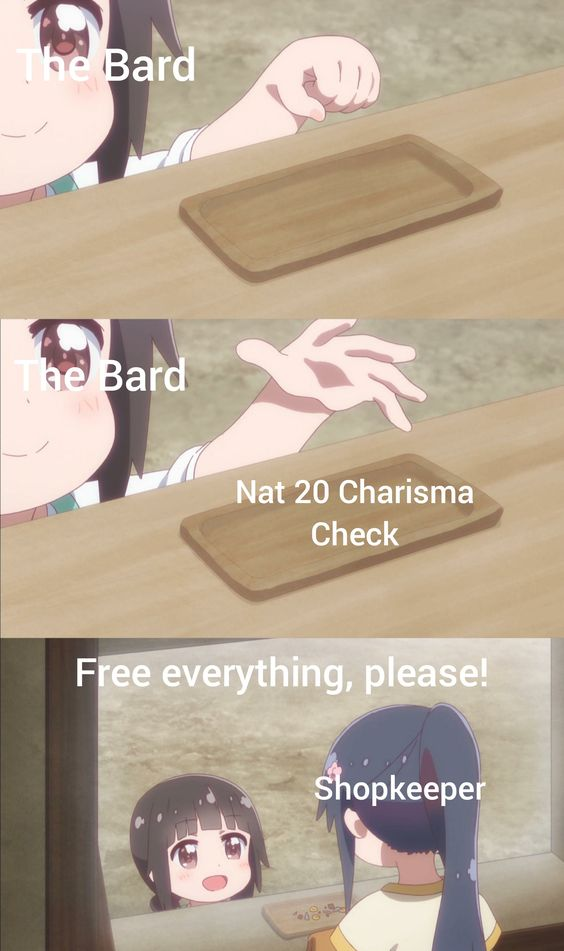 The Bard
The Bard
Nat 20 Charisma
Check
Free everything, please!
Shopkeeper